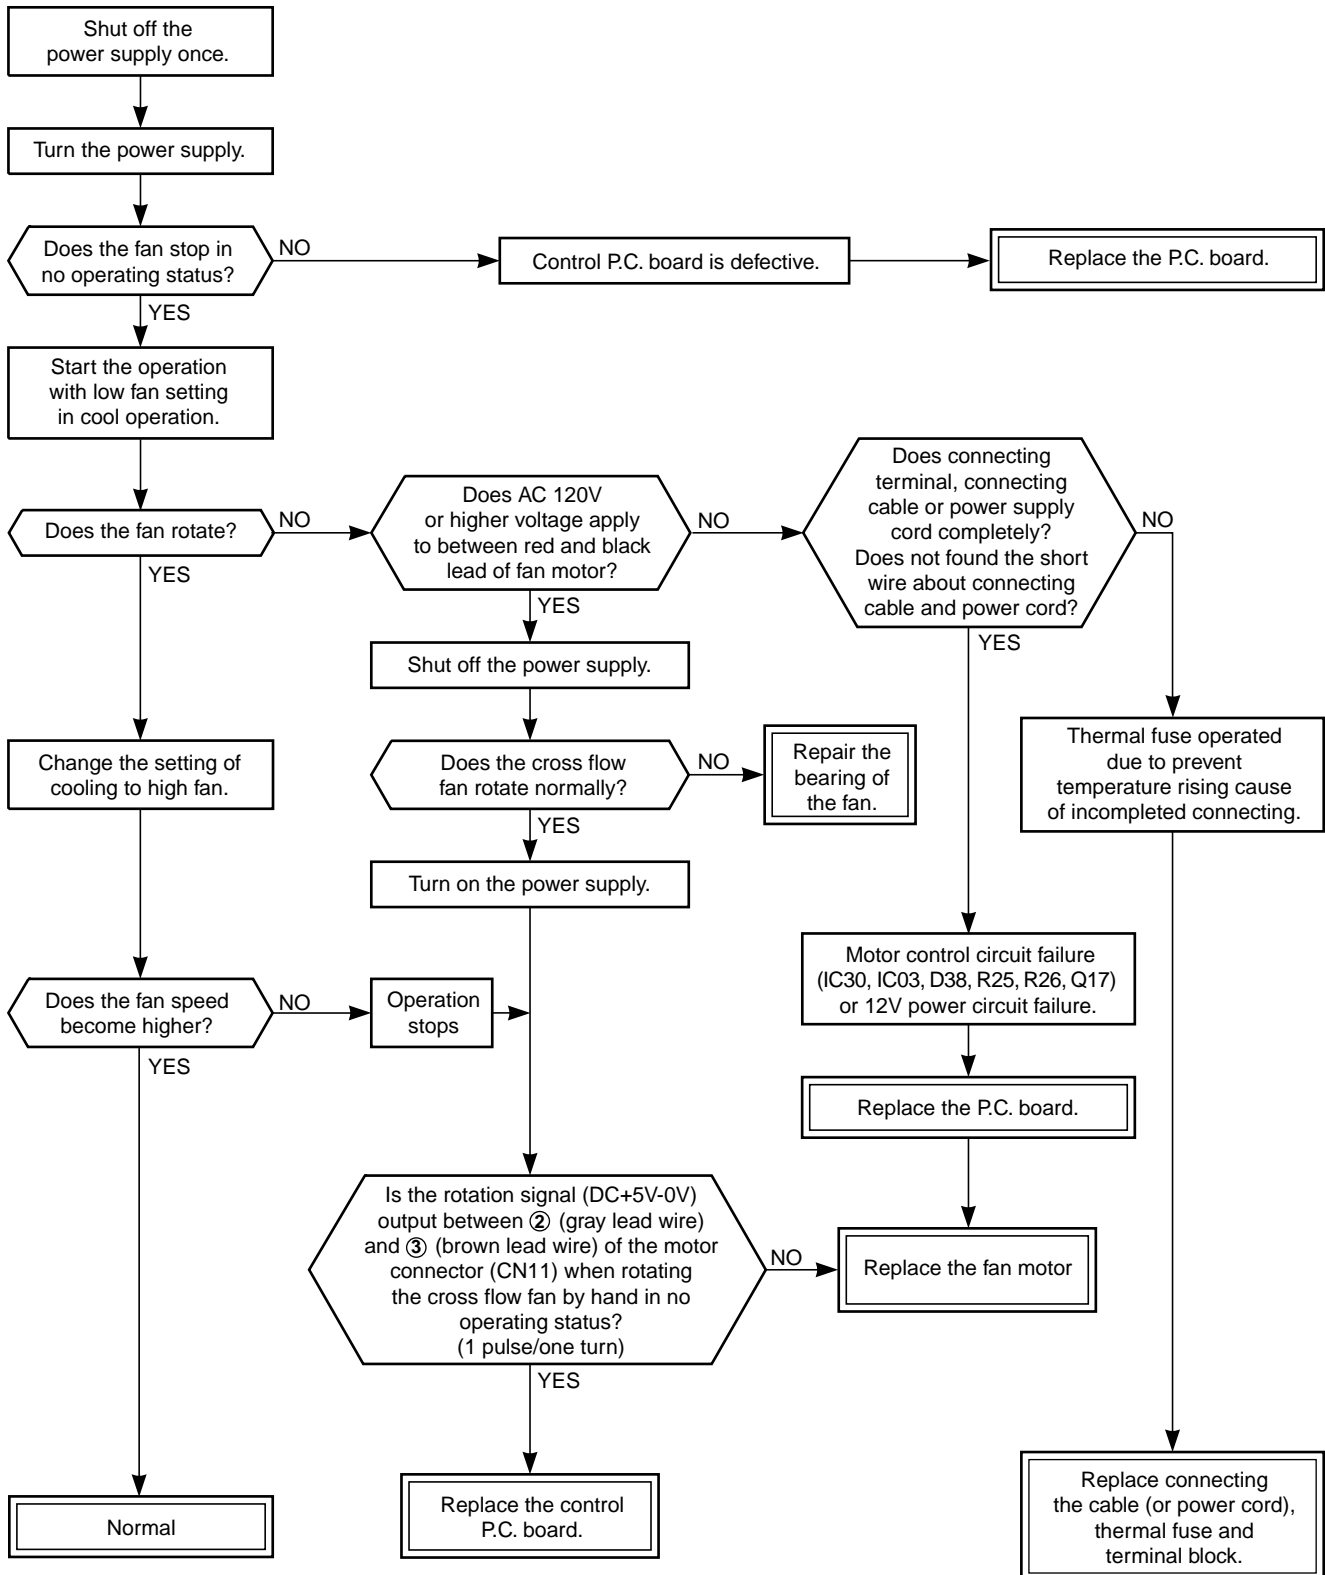 Shut off the
power supply once.
Turn the power supply.
Does the fan stop in
no operating status?
NO
Control P.C. board is defective.
Replace the P.C. board.
YES
Start the operation
with low fan setting
in cool operation.
Does the fan rotate?
NO
Does AC 120V
or higher voltage apply
to between red and black
lead of fan motor?
NO
Does connecting
terminal, connecting
cable or power supply
cord completely?
Does not found the short
wire about connecting
cable and power cord?
NO
YES
YES
YES
Shut off the power supply.
Change the setting of
cooling to high fan.
Does the cross flow
fan rotate normally?
NO
Repair the
bearing of
the fan.
Thermal fuse operated
due to prevent
temperature rising cause
of incompleted connecting.
YES
Turn on the power supply.
Motor control circuit failure
(IC30, IC03, D38, R25, R26, Q17)
or 12V power circuit failure.
Does the fan speed
become higher?
NO
Operation
stops
YES
Replace the P.C. board.
Is the rotation signal (DC+5V-0V)
output between ② (gray lead wire)
and ③ (brown lead wire) of the motor
connector (CN11) when rotating
the cross flow fan by hand in no
operating status?
(1 pulse/one turn)
NO
Replace the fan motor
YES
Normal
Replace the control
P.C. board.
Replace connecting
the cable (or power cord),
thermal fuse and
terminal block.